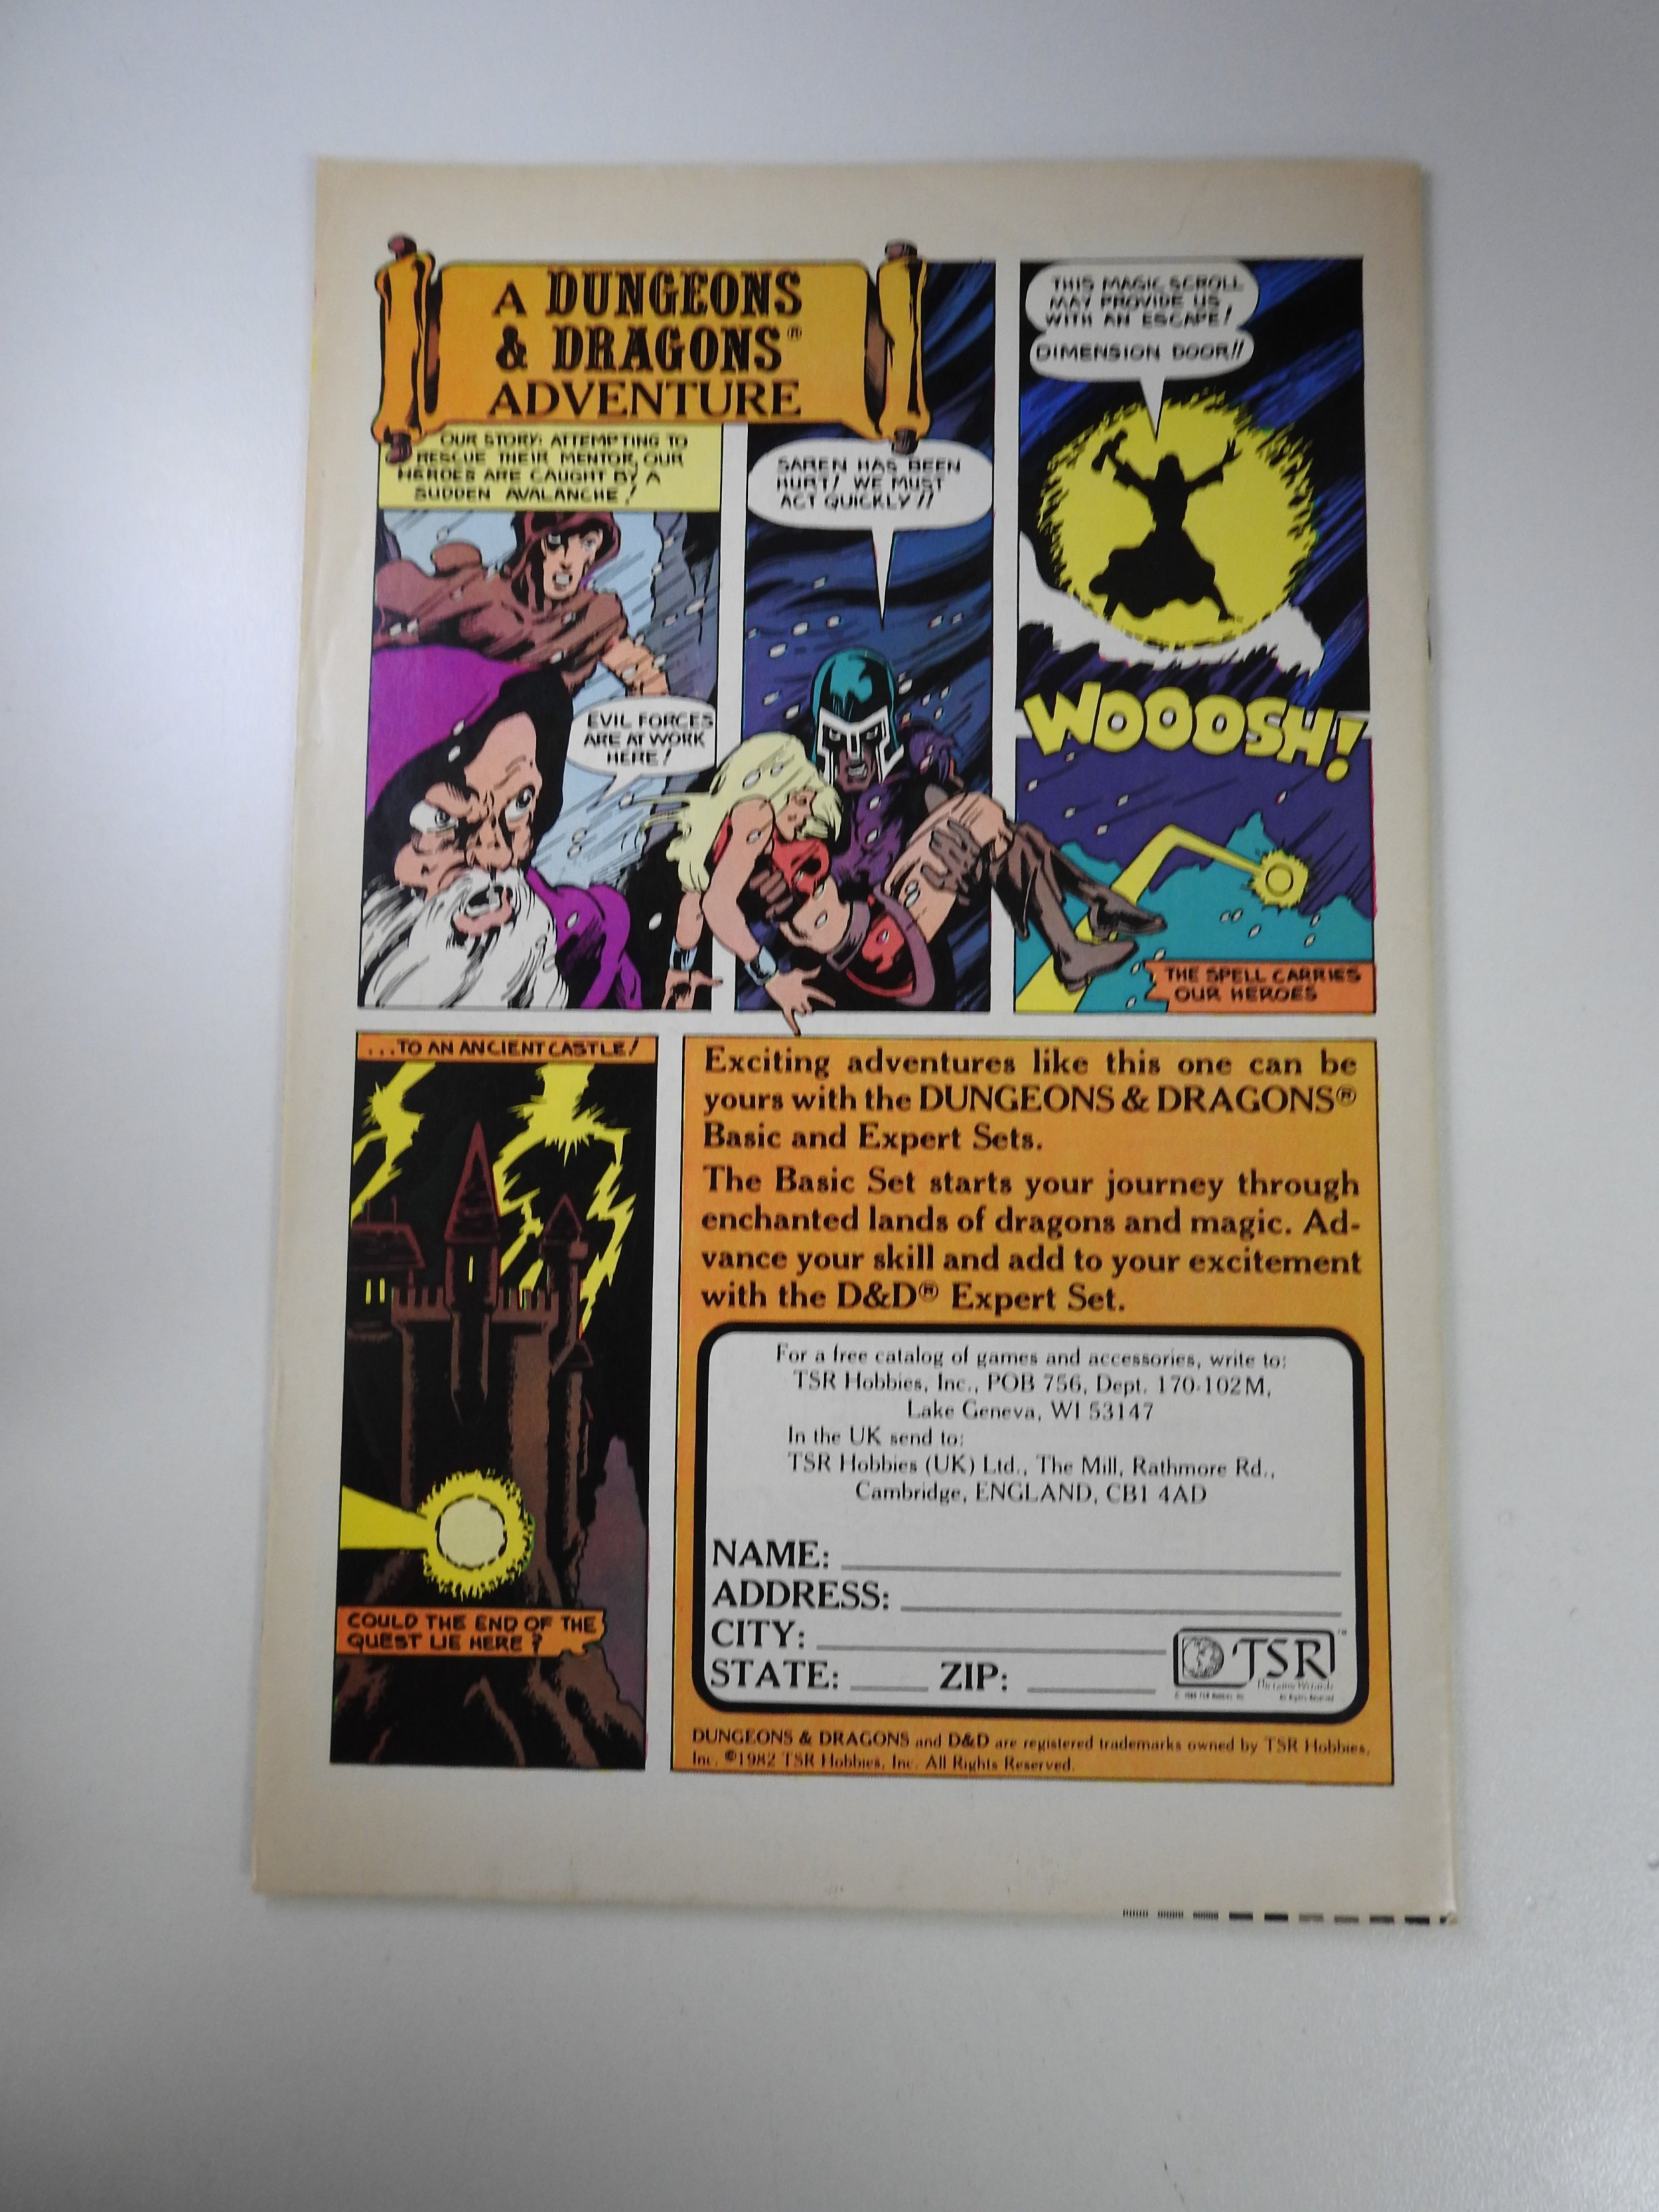 A DUNGEONS
& DRAGONS®
ADVENTURE
OUR STORY: ATTEMPTING TO
RESCUE THEIR MENTOR, OUR
HEROES ARE CAUGHT BY A
SUDDEN AVALANCHE!
EVIL FORCES
ARE AT WORK
HERE!
SAREN HAS BEEN
HURT! WE MUST
ACT QUICKLY!!
THIS MAGIC SCROLL
MAY PROVIDE US
WITH AN ESCAPE!
DIMENSION DOOR!!
WOOOSH!
THE SPELL CARRIES
OUR HEROES
...TO AN ANCIENT CASTLE!
COULD THE END OF THE
QUEST LIE HERE?
Exciting adventures like this one can be
yours with the DUNGEONS & DRAGONS®
Basic and Expert Sets.
The Basic Set starts your journey through
enchanted lands of dragons and magic. Ad-
vance your skill and add to your excitement
with the D&D® Expert Set.
For a free catalog of games and accessories, write to:
TSR Hobbies, Inc., POB 756, Dept. 170-102M,
Lake Geneva, WI 53147
In the UK send to:
TSR Hobbies (UK) Ltd., The Mill, Rathmore Rd.,
Cambridge, ENGLAND, CB1 4AD
NAME:
ADDRESS:
CITY:
STATE: ZIP:
TSR™
The Game Wizards
All Rights Reserved
DUNGEONS & DRAGONS and D&D are registered trademarks owned by TSR Hobbies,
Inc. ©1982 TSR Hobbies, Inc. All Rights Reserved.